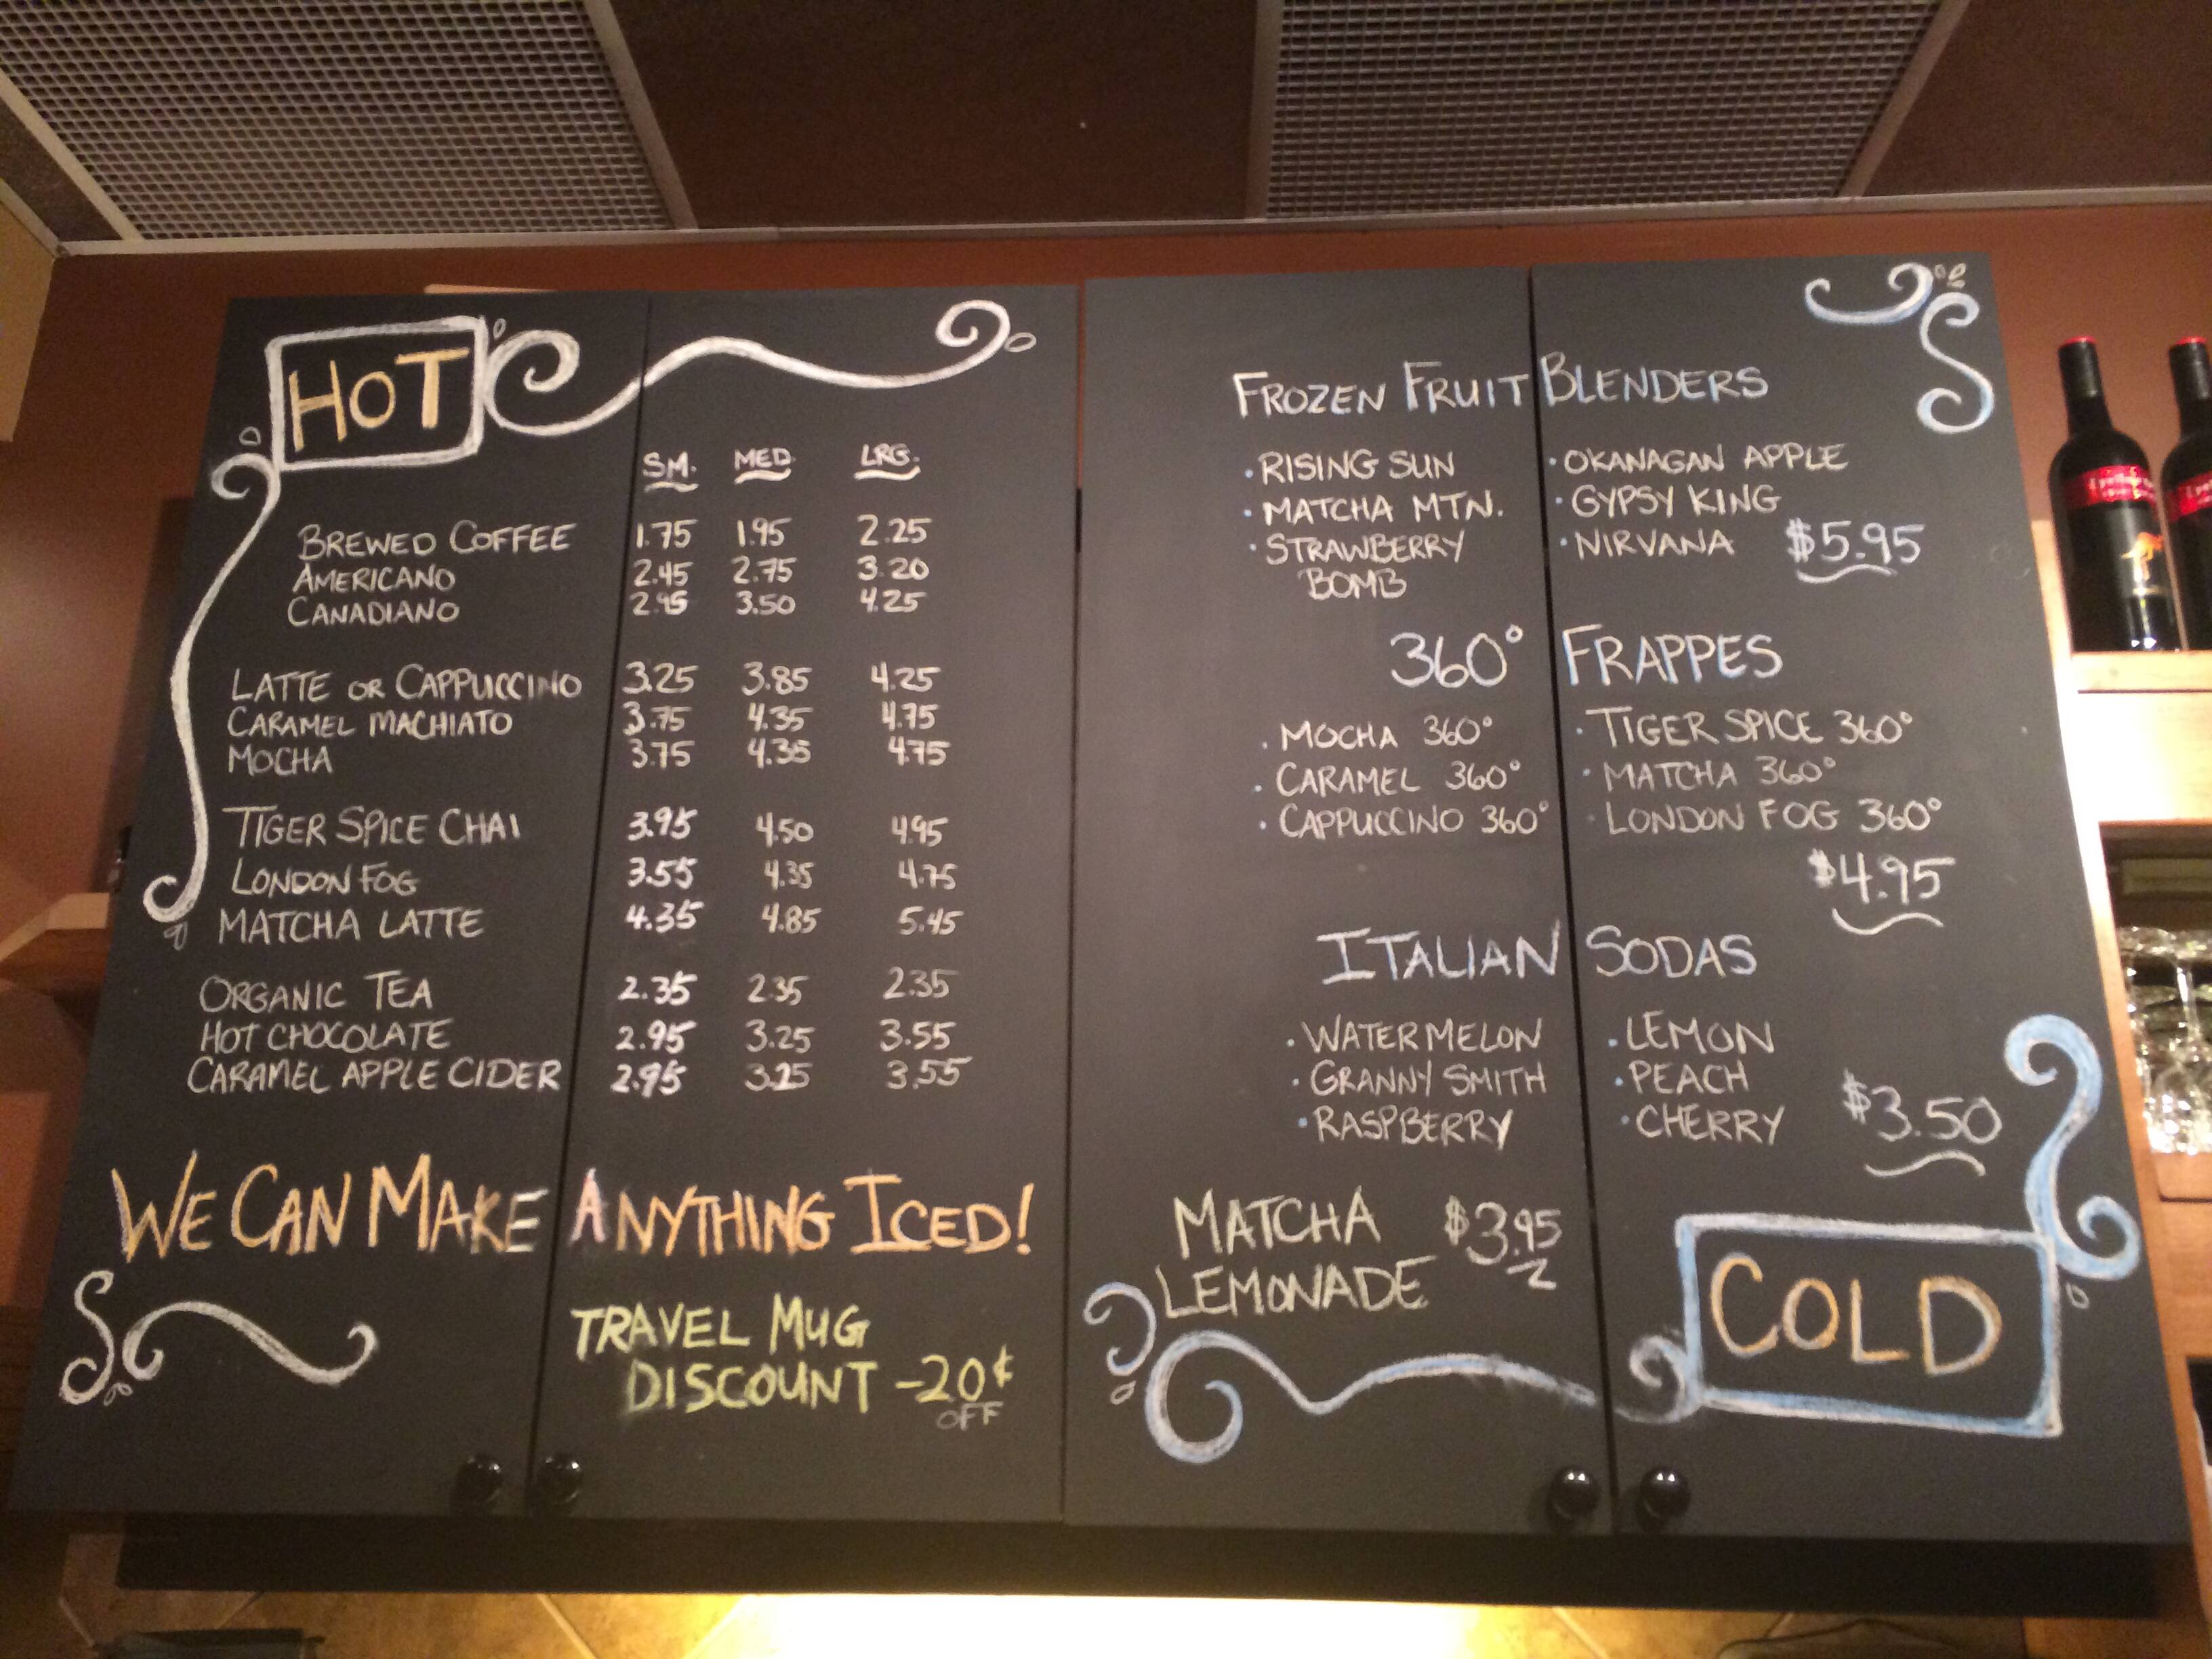 HOT
SM. MED. LRG.
BREWED COFFEE 1.75 1.95 2.25
AMERICANO 2.45 2.75 3.20
CANADIANO 2.95 3.50 4.25
LATTE OR CAPPUCCINO 3.25 3.85 4.25
CARAMEL MACHIATO 3.75 4.35 4.75
MOCHA 3.75 4.35 4.75
TIGER SPICE CHAI 3.95 4.50 4.95
LONDON FOG 3.55 4.35 4.75
MATCHA LATTE 4.35 4.85 5.45
ORGANIC TEA 2.35 2.35 2.35
HOT CHOCOLATE 2.95 3.25 3.55
CARAMEL APPLE CIDER 2.95 3.25 3.55
WE CAN MAKE ANYTHING ICED!
TRAVEL MUG
DISCOUNT -20¢
OFF
FROZEN FRUIT BLENDERS
• RISING SUN • OKANAGAN APPLE
• MATCHA MTN. • GYPSY KING
• STRAWBERRY • NIRVANA $5.95
BOMB
360° FRAPPES
• MOCHA 360° • TIGER SPICE 360°
• CARAMEL 360° • MATCHA 360°
• CAPPUCCINO 360° • LONDON FOG 360°
$4.95
ITALIAN SODAS
• WATERMELON • LEMON
• GRANNY SMITH • PEACH
• RASPBERRY • CHERRY $3.50
MATCHA $3.95
LEMONADE
COLD